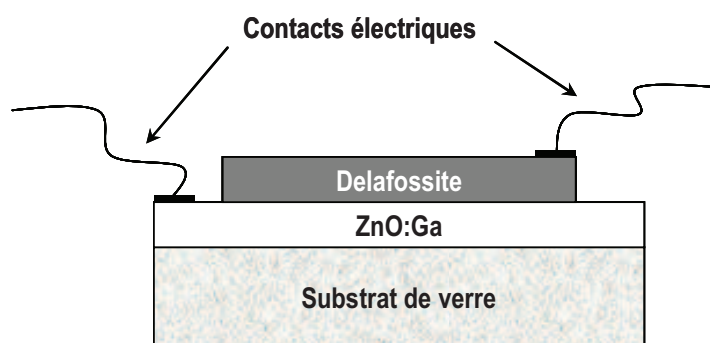 Contacts électriques
Delafossite
ZnO:Ga
Substrat de verre